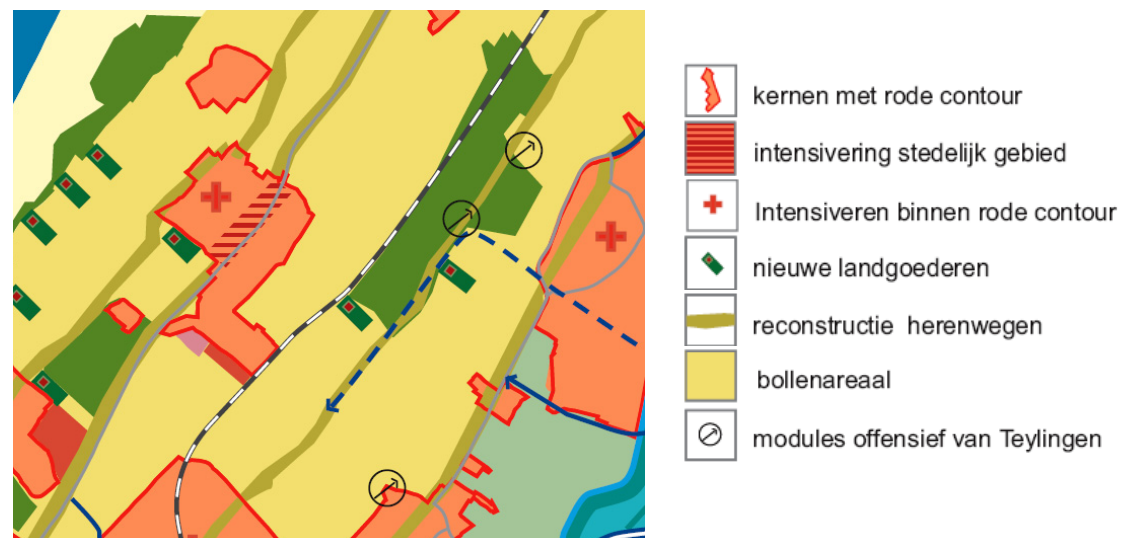 kernen met rode contour
intensivering stedelijk gebied
Intensiveren binnen rode contour
nieuwe landgoederen
reconstructie herenwegen
bollenareaal
modules offensief van Teylingen